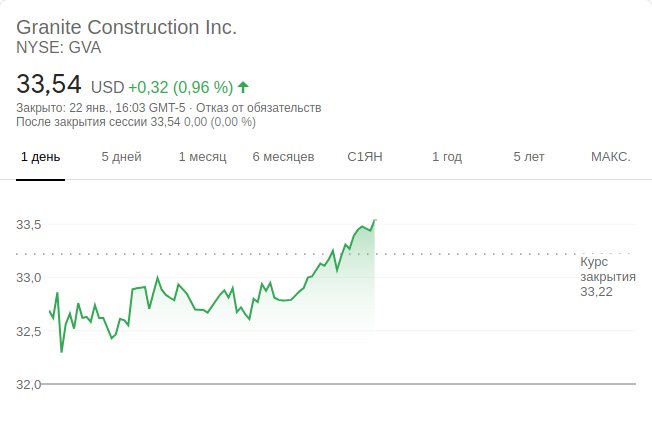 Granite Construction Inc.
NYSE: GVA
33,54 USD +0,32 (0,96 %)
Закрыто: 22 янв., 16:03 GMT-5 · Отказ от обязательств
После закрытия сессии 33,54 0,00 (0,00 %)
1 день 5 дней 1 месяц 6 месяцев С1ЯН 1 год 5 лет МАКС.
33,5
Курс
закрытия
33,22
33,0
32,5
32,0